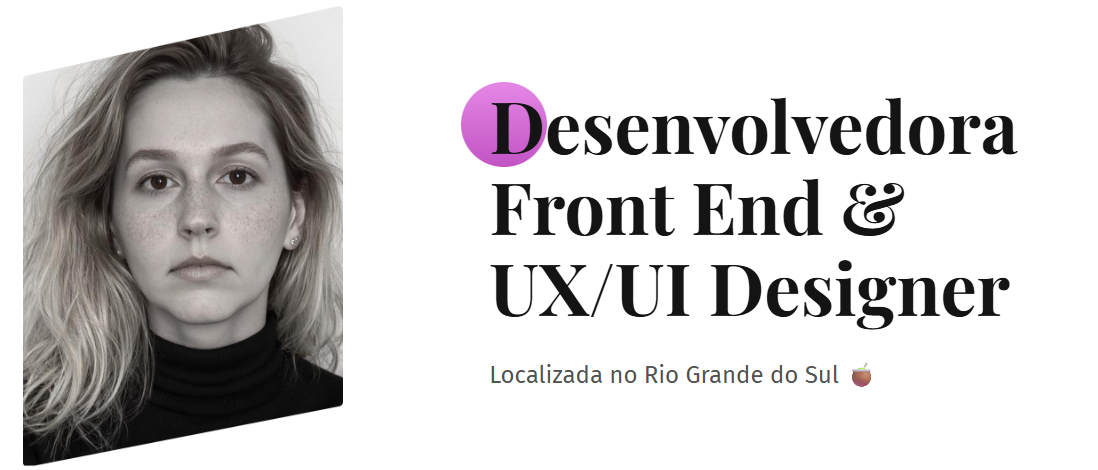 Desenvolvedora
Front End &
UX/UI Designer
Localizada no Rio Grande do Sul 🧉